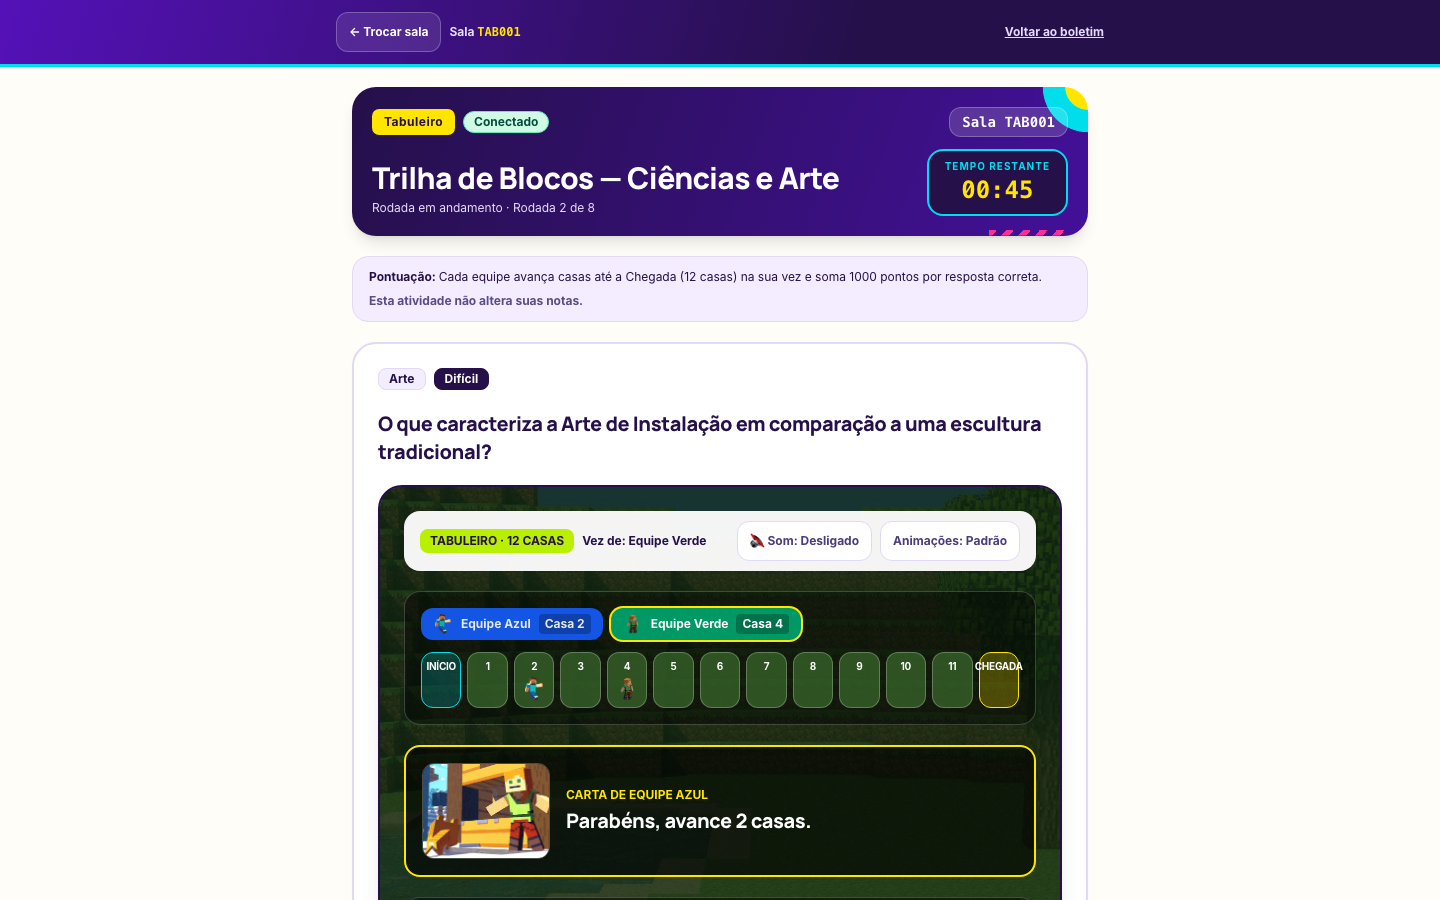 ← Trocar sala
Sala TAB001
Voltar ao boletim
Tabuleiro
Conectado
Sala TAB001
Trilha de Blocos — Ciências e Arte
Rodada em andamento · Rodada 2 de 8
TEMPO RESTANTE
00:45
Pontuação: Cada equipe avança casas até a Chegada (12 casas) na sua vez e soma 1000 pontos por resposta correta.
Esta atividade não altera suas notas.
Arte
Difícil
O que caracteriza a Arte de Instalação em comparação a uma escultura
tradicional?
TABULEIRO · 12 CASAS
Vez de: Equipe Verde
Som: Desligado
Animações: Padrão
Equipe Azul Casa 2
Equipe Verde Casa 4
INÍCIO 1 2 3 4 5 6 7 8 9 10 11 CHEGADA
CARTA DE EQUIPE AZUL
Parabéns, avance 2 casas.